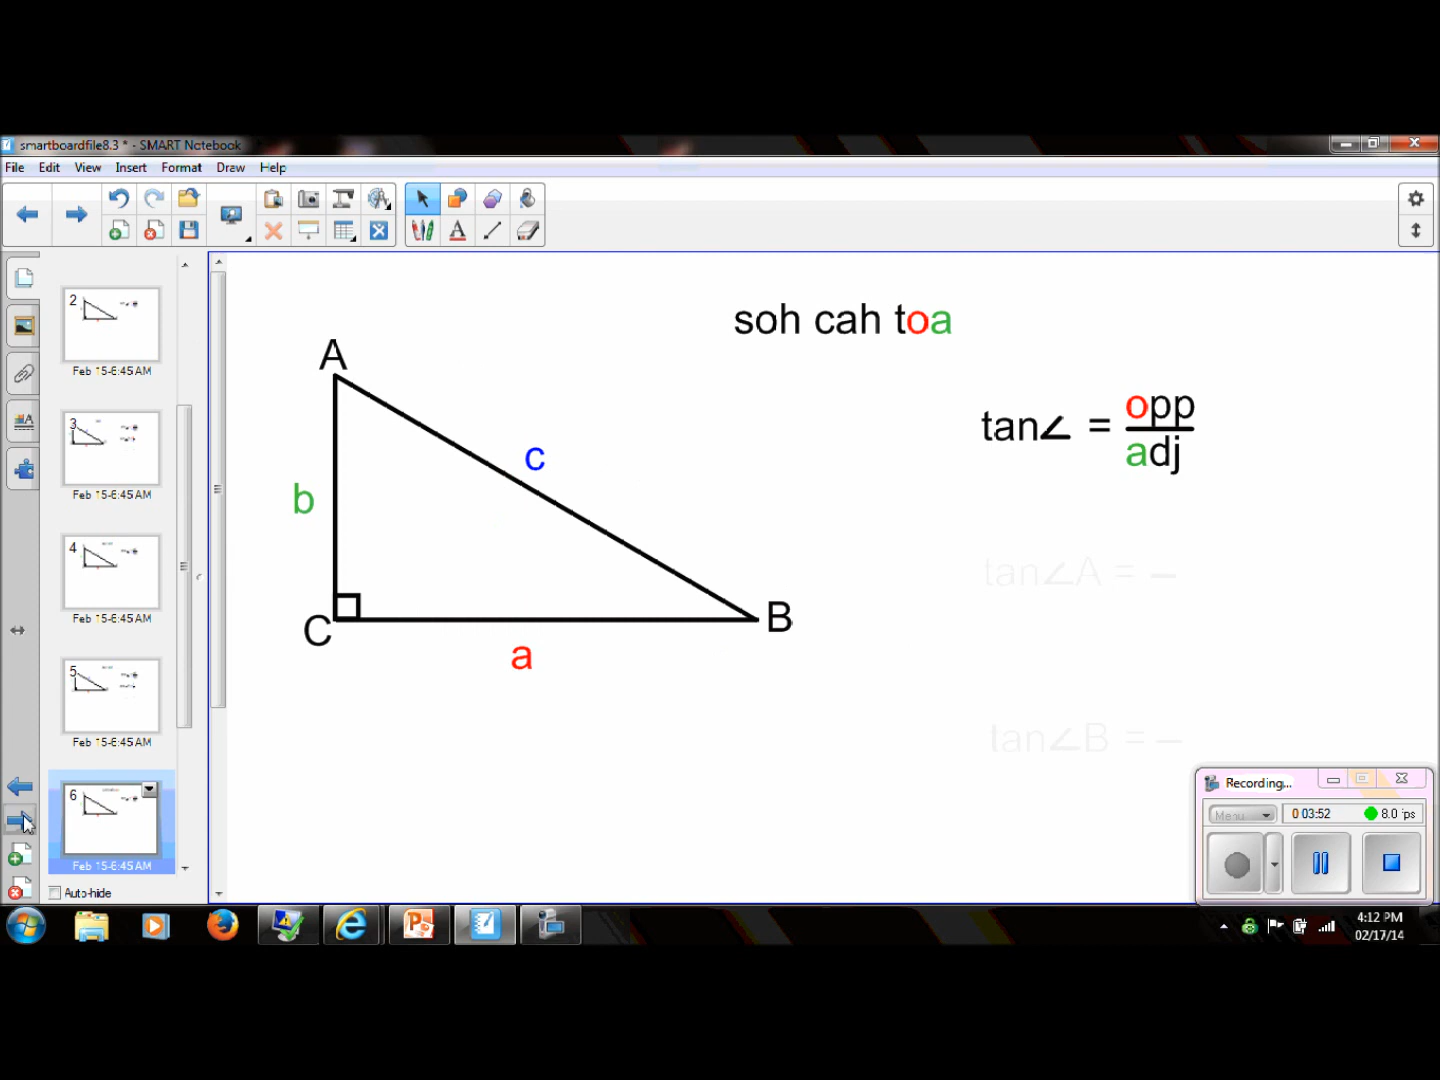 smartboardfile8.3 * - SMART Notebook
File Edit View Insert Format Draw Help
2
Feb 15-6:45 AM
3
Feb 15-6:45 AM
4
Feb 15-6:45 AM
5
Feb 15-6:45 AM
6
Feb 15-6:45 AM
Auto-hide
soh cah toa
A
b
c
C
B
a
tan∠ = opp
adj
tan∠A = –
tan∠B = –
Recording...
Menu
0 03:52
8.0 fps
4:12 PM
02/17/14